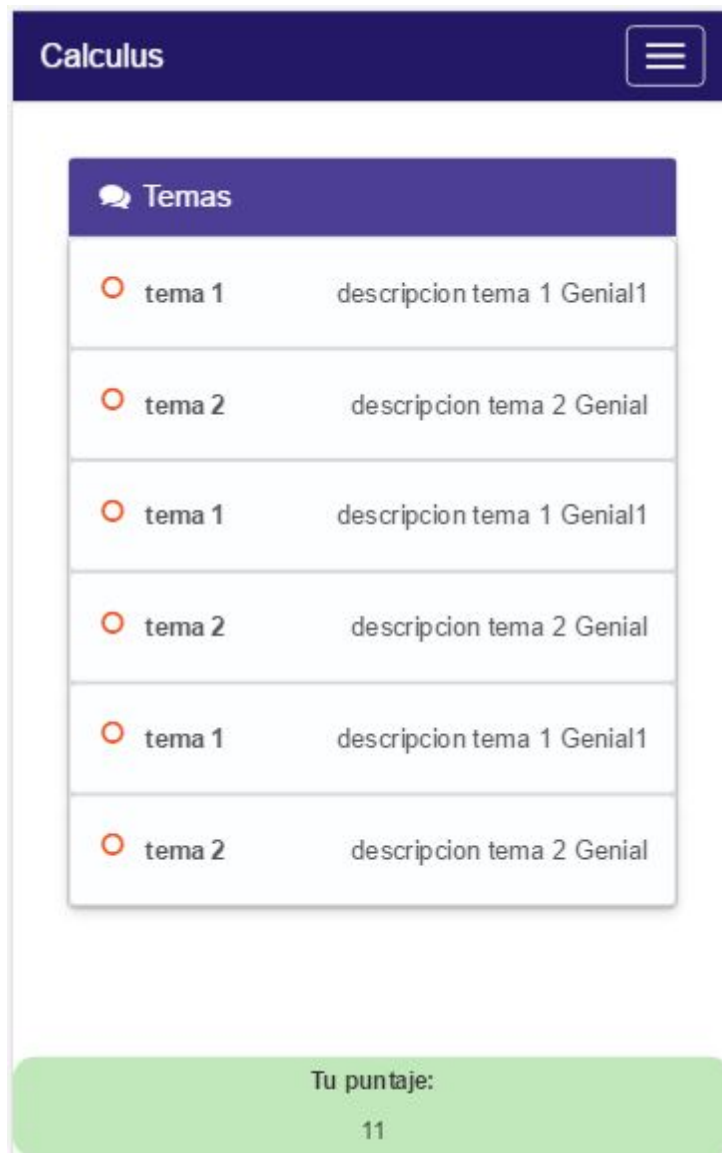 Calculus
Temas
tema 1 descripcion tema 1 Genial1
tema 2 descripcion tema 2 Genial
tema 1 descripcion tema 1 Genial1
tema 2 descripcion tema 2 Genial
tema 1 descripcion tema 1 Genial1
tema 2 descripcion tema 2 Genial
Tu puntaje:
11